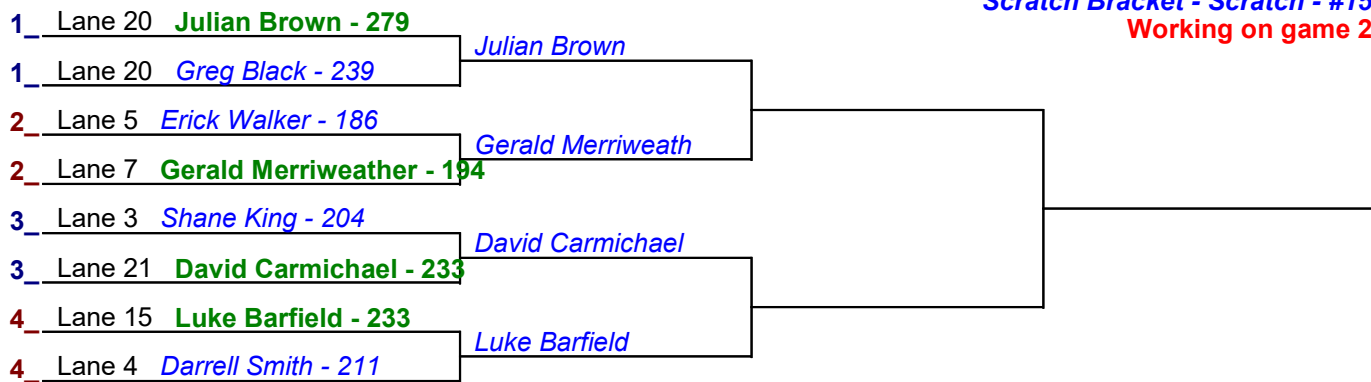 Scratch Bracket - Scratch - #15
Working on game 2
1_ Lane 20 Julian Brown - 279
Julian Brown
1_ Lane 20 Greg Black - 239
2_ Lane 5 Erick Walker - 186
Gerald Merriweath
2_ Lane 7 Gerald Merriweather - 194
3_ Lane 3 Shane King - 204
David Carmichael
3_ Lane 21 David Carmichael - 233
4_ Lane 15 Luke Barfield - 233
Luke Barfield
4_ Lane 4 Darrell Smith - 211